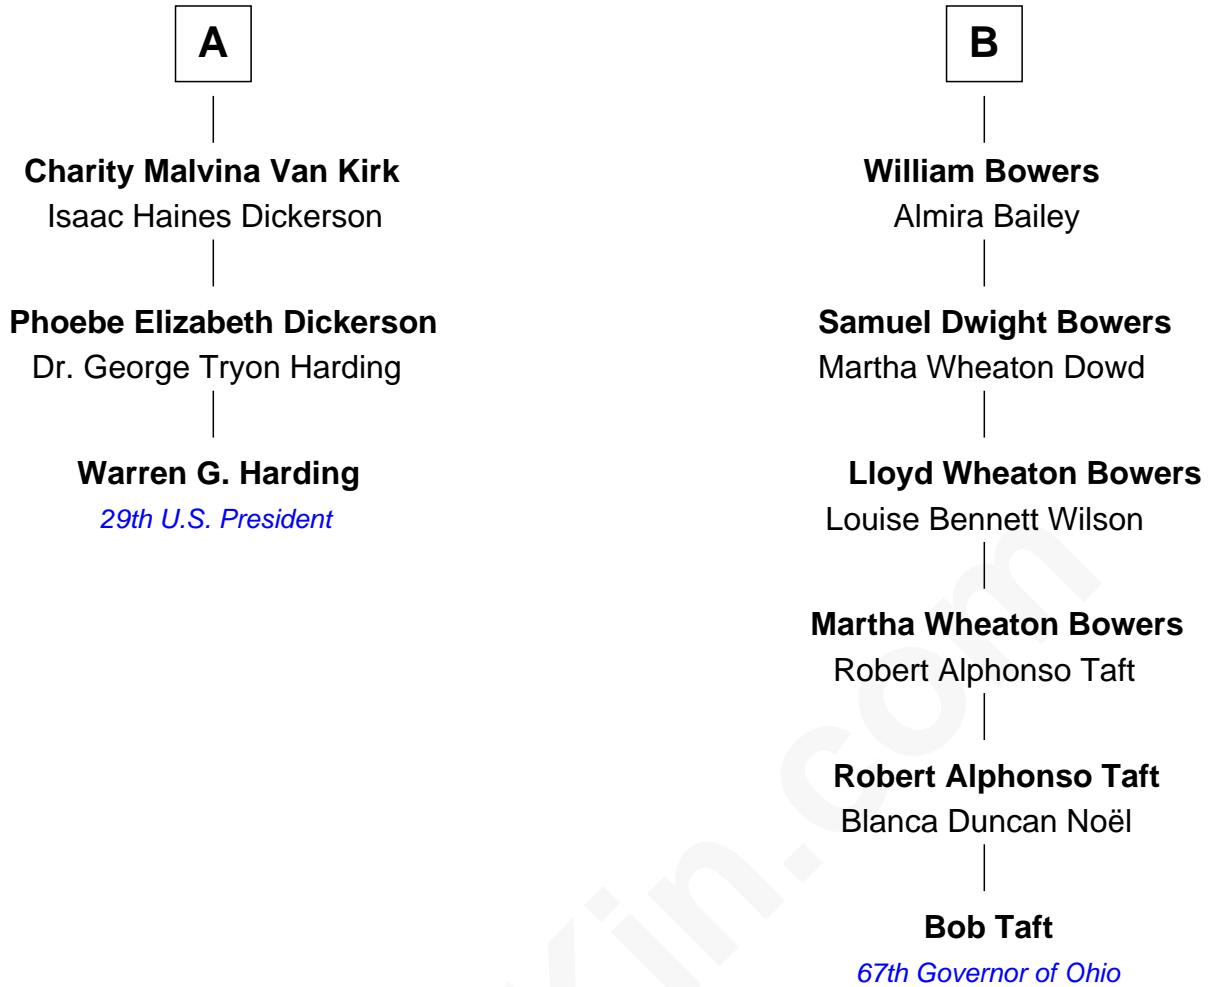 A
Charity Malvina Van Kirk
Isaac Haines Dickerson
Phoebe Elizabeth Dickerson
Dr. George Tryon Harding
Warren G. Harding
29th U.S. President
B
William Bowers
Almira Bailey
Samuel Dwight Bowers
Martha Wheaton Dowd
Lloyd Wheaton Bowers
Louise Bennett Wilson
Martha Wheaton Bowers
Robert Alphonso Taft
Robert Alphonso Taft
Blanca Duncan Noël
Bob Taft
67th Governor of Ohio